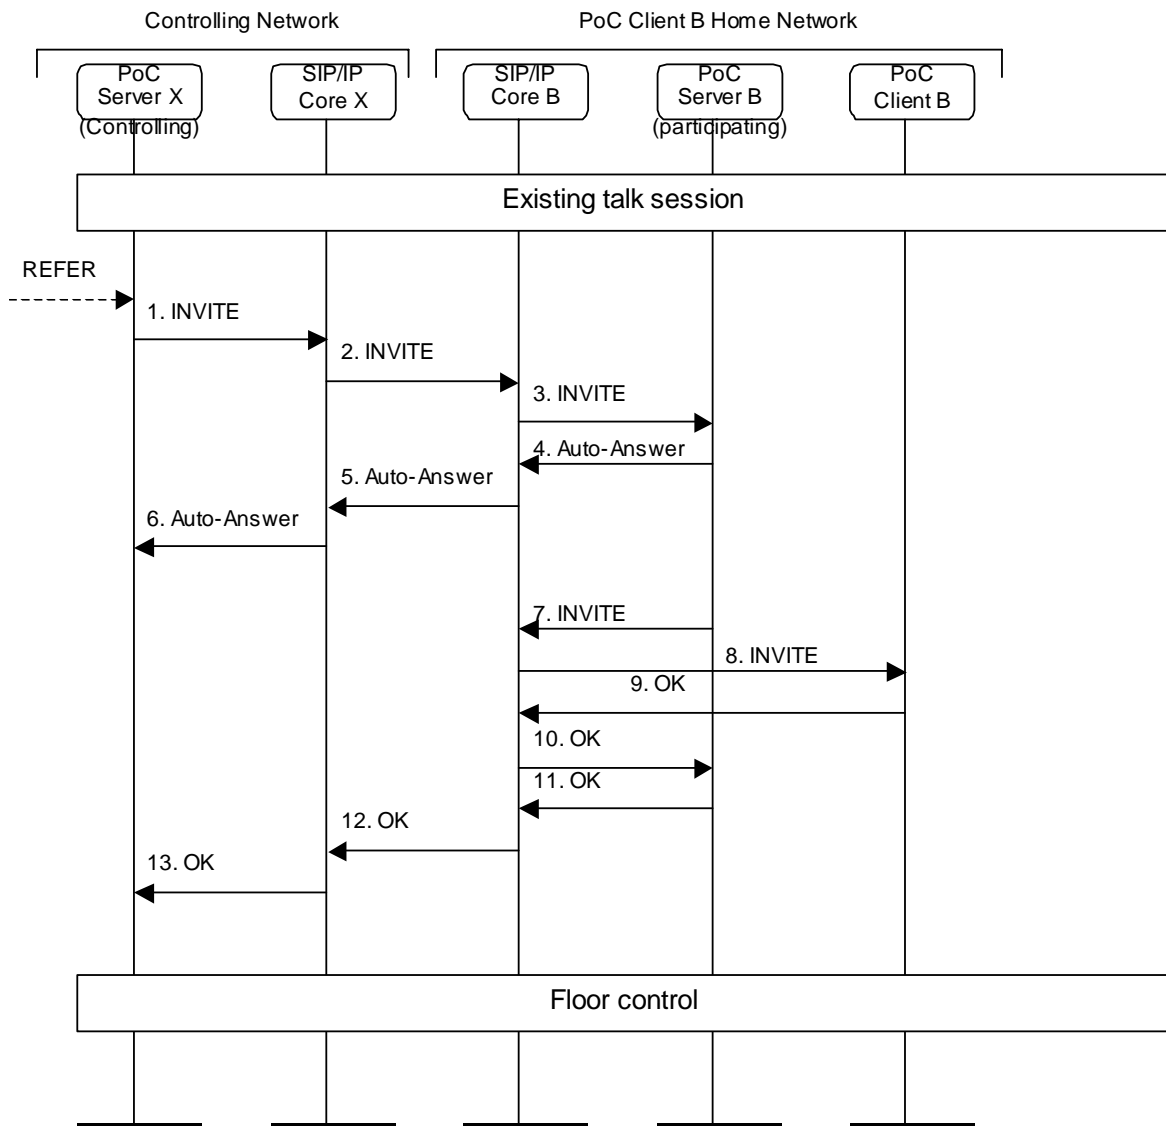 Controlling Network
PoC Client B Home Network
PoC
Server X
(Controlling)
SIP/IP
Core X
SIP/IP
Core B
PoC
Server B
(participating)
PoC
Client B
Existing talk session
REFER
1. INVITE
2. INVITE
3. INVITE
4. Auto-Answer
5. Auto-Answer
6. Auto-Answer
7. INVITE
8. INVITE
9. OK
10. OK
11. OK
12. OK
13. OK
Floor control